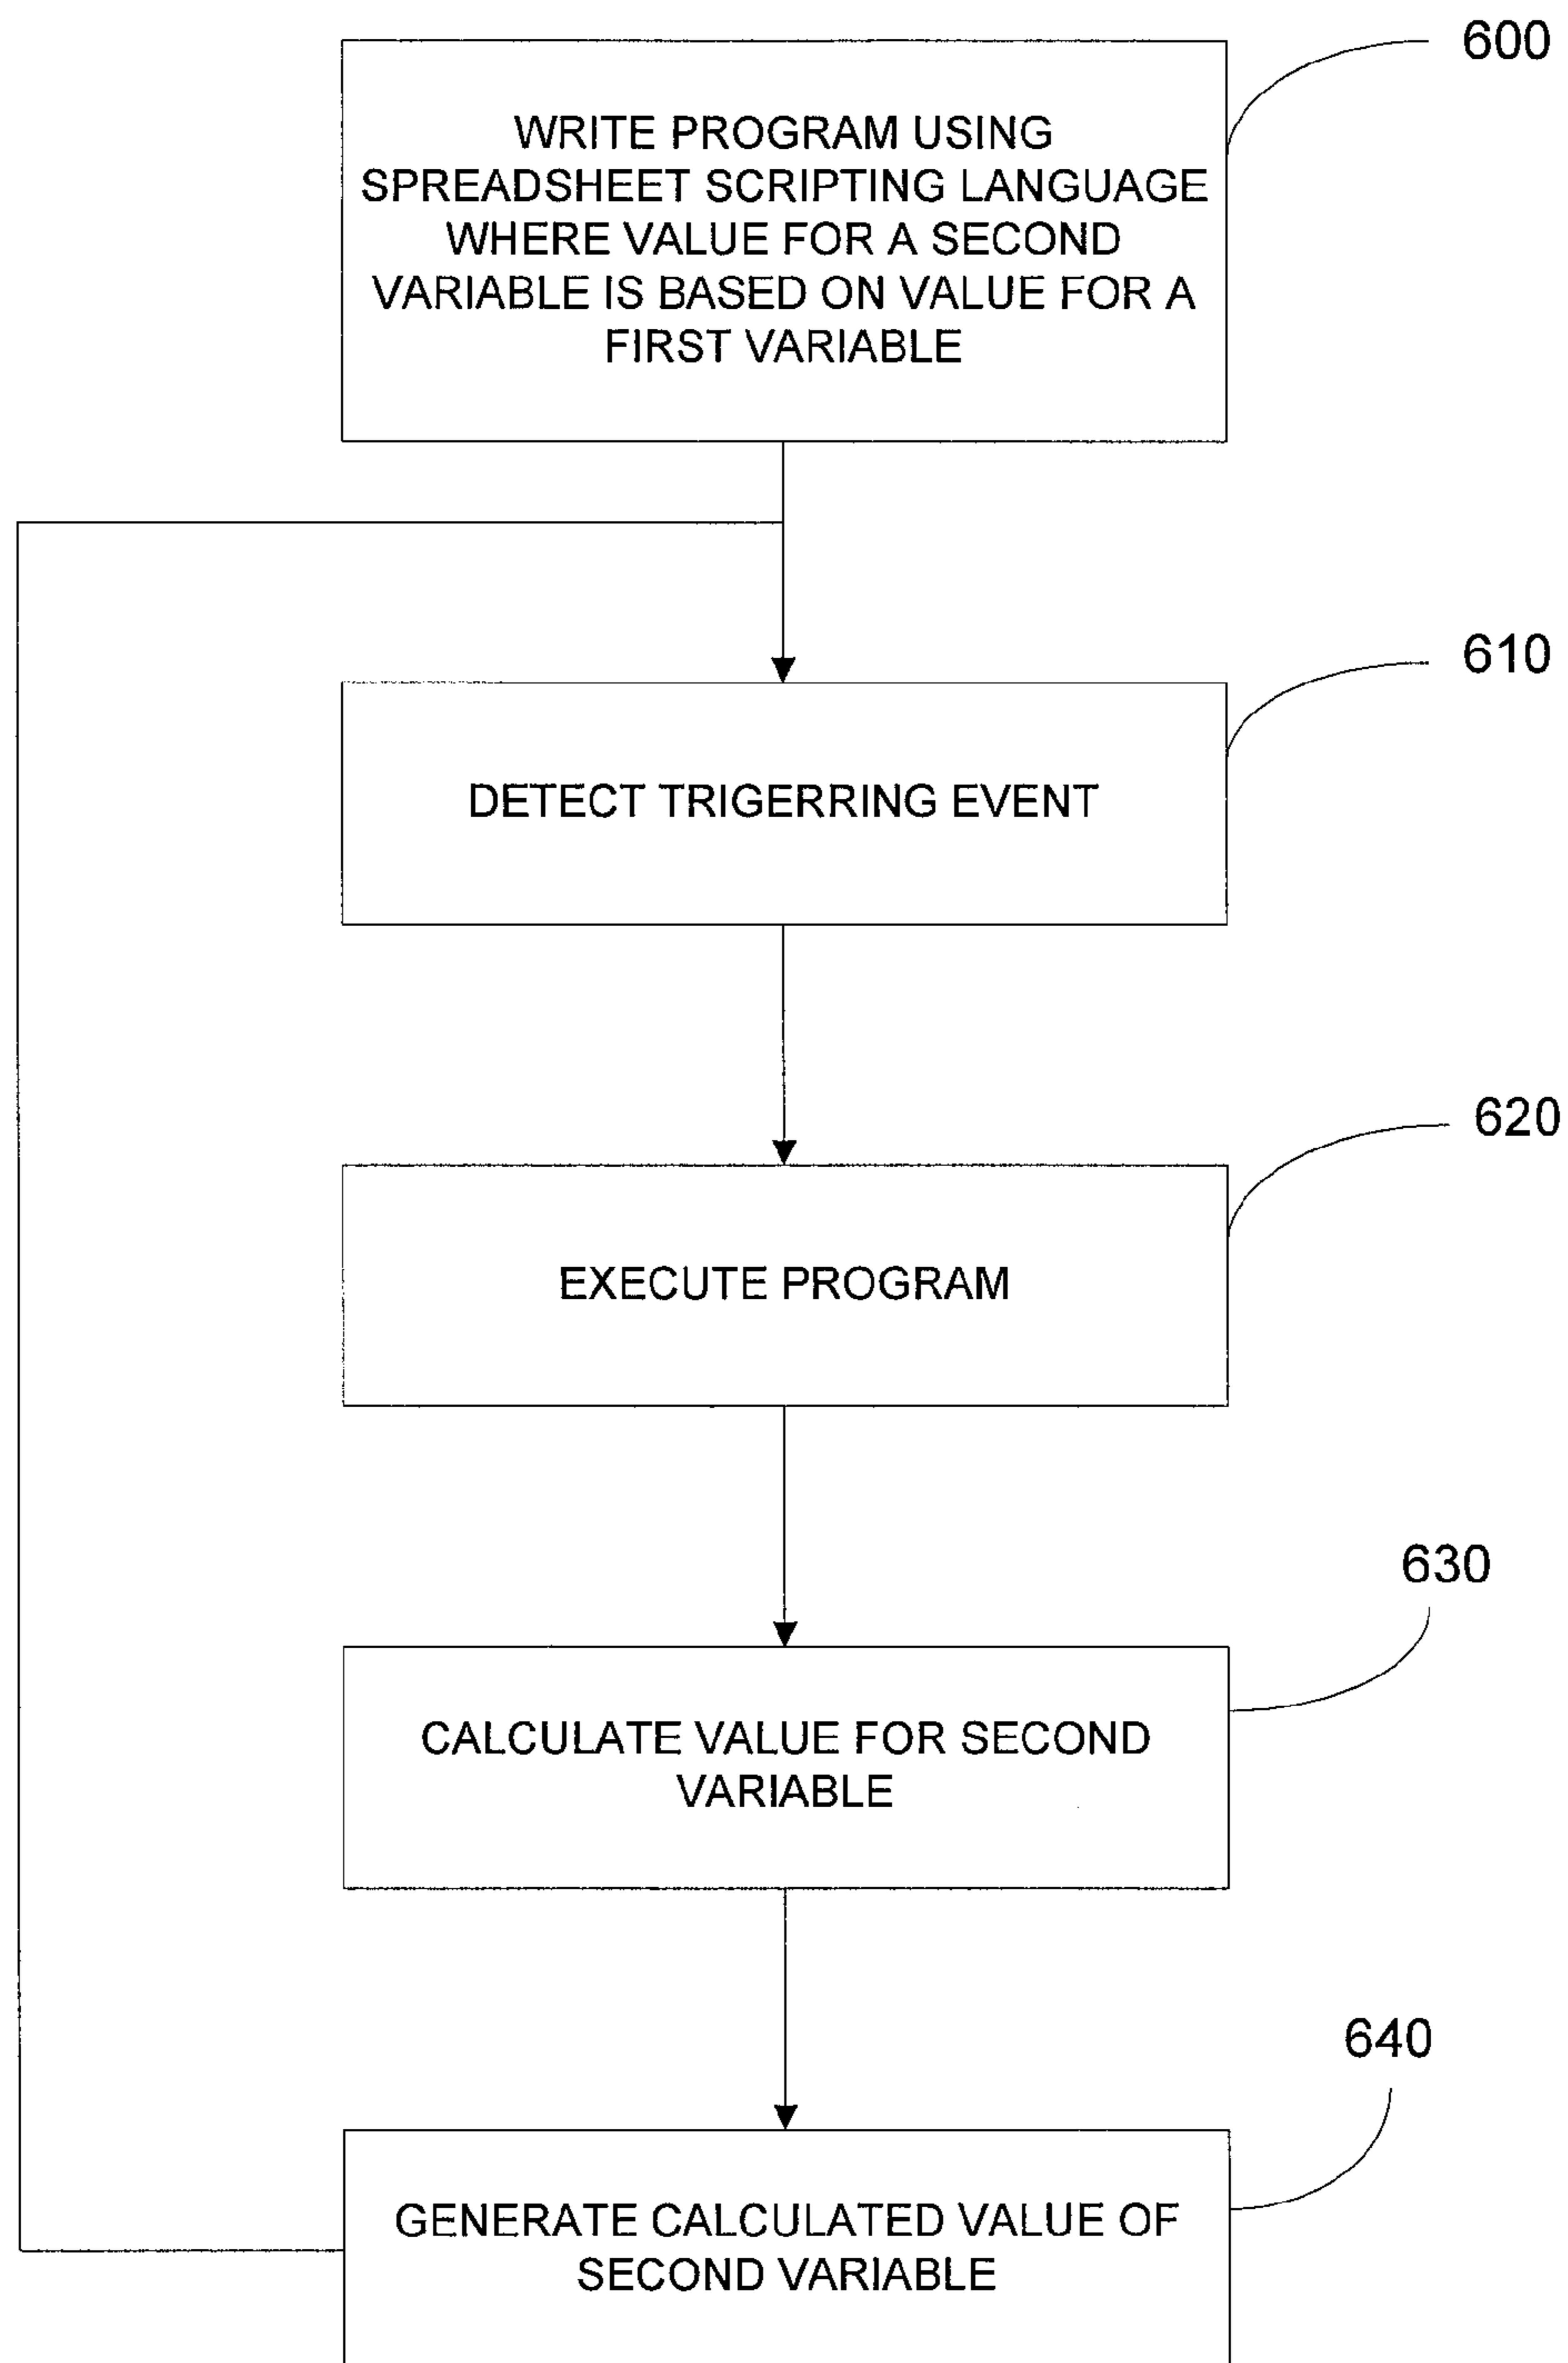 600
WRITE PROGRAM USING
SPREADSHEET SCRIPTING LANGUAGE
WHERE VALUE FOR A SECOND
VARIABLE IS BASED ON VALUE FOR A
FIRST VARIABLE
610
DETECT TRIGERRING EVENT
620
EXECUTE PROGRAM
630
CALCULATE VALUE FOR SECOND
VARIABLE
640
GENERATE CALCULATED VALUE OF
SECOND VARIABLE